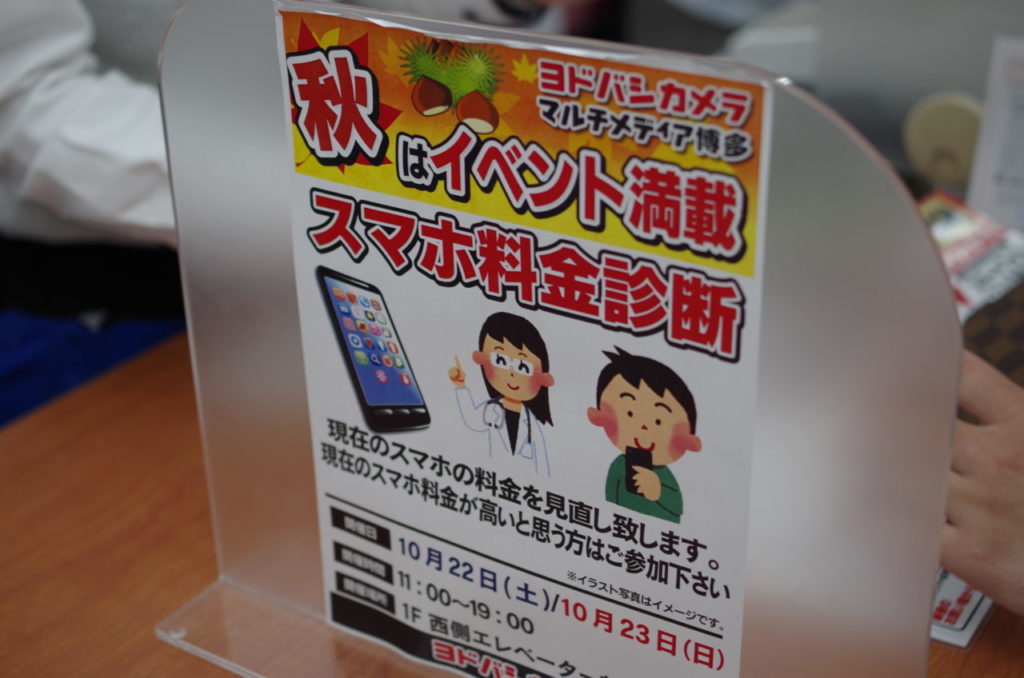 ヨドバシカメラ
マルチメディア博多
秋はイベント満載
スマホ料金診断
現在のスマホの料金を見直し致します。
現在のスマホ料金が高いと思う方はご参加下さい
※イラスト写真はイメージです。
開催日
10月22日(土)/10月23日(日)
開催時間
11:00〜19:00
開催場所
1F 西側エレベーター
ヨドバシ